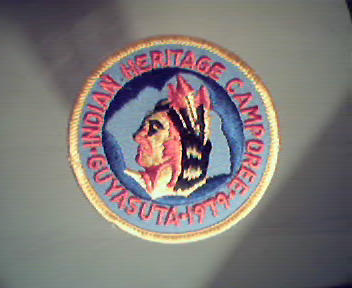 INDIAN HERITAGE CAMPOREE
GUYASUTA • 1979